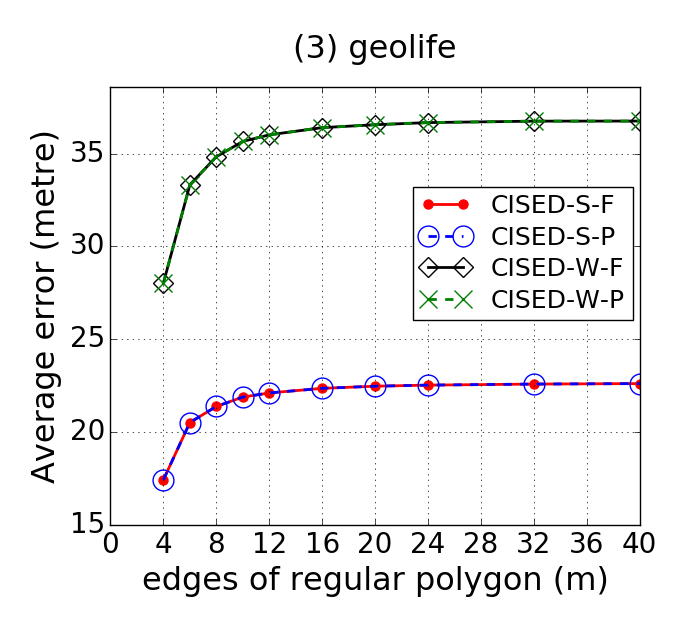 (3) geolife
Average error (metre)
35
30
25
20
15
0 4 8 12 16 20 24 28 32 36 40
edges of regular polygon (m)
CISED-S-F
CISED-S-P
CISED-W-F
CISED-W-P